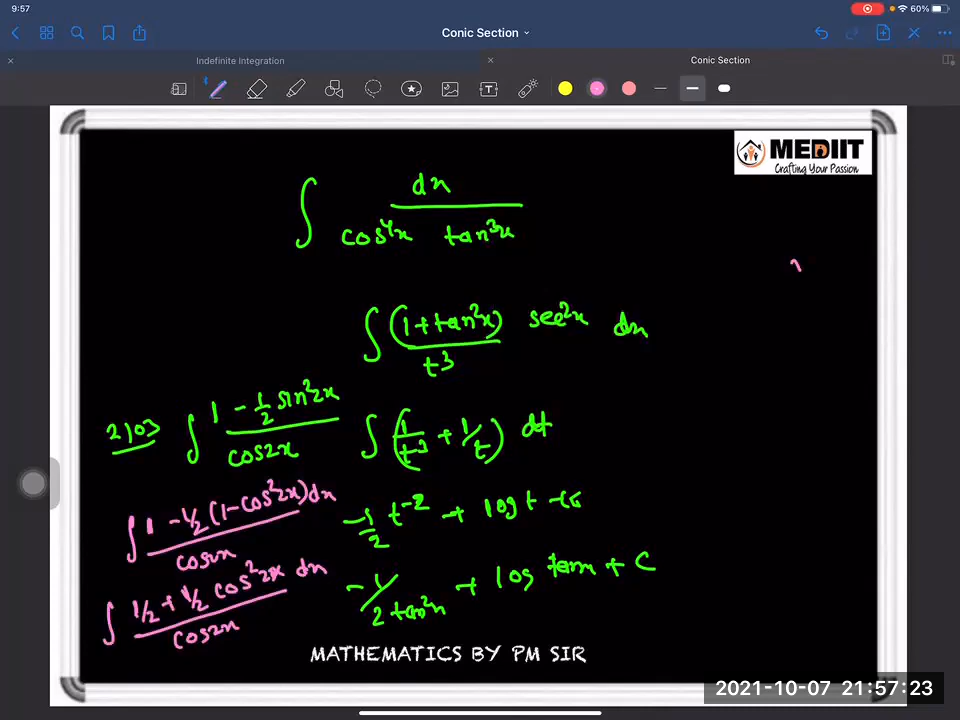 9:57
60%
Conic Section
Indefinite Integration
Conic Section
MEDIIT
Crafting Your Passion
∫ dx / cos⁴x tan³x
∫ (1+tan²x) / t³ sec²x dx
2103 ∫ 1 - 1/2 sin²2x / cos2x
∫ (1/t³ + 1/t) dt
∫ 1 - 1/2 (1-cos²2x) dx / cos2x
-1/2 t⁻² + log t + c
∫ 1/2 + 1/2 cos²2x dx / cos2x
-1 / 2 tan²x + log tanx + C
MATHEMATICS BY PM SIR
2021-10-07 21:57:23